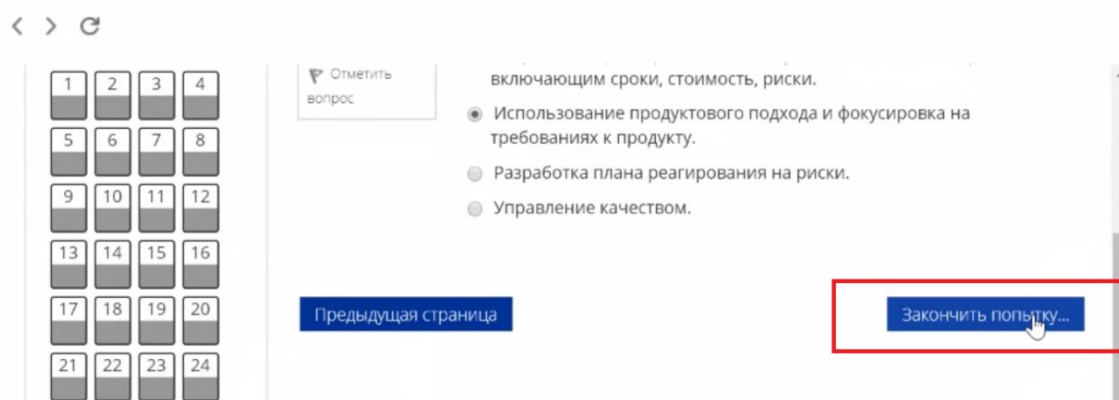 1 2 3 4
5 6 7 8
9 10 11 12
13 14 15 16
17 18 19 20
21 22 23 24
Отметить
вопрос
включающим сроки, стоимость, риски.
Использование продуктового подхода и фокусировка на
требованиях к продукту.
Разработка плана реагирования на риски.
Управление качеством.
Предыдущая страница
Закончить попытку...